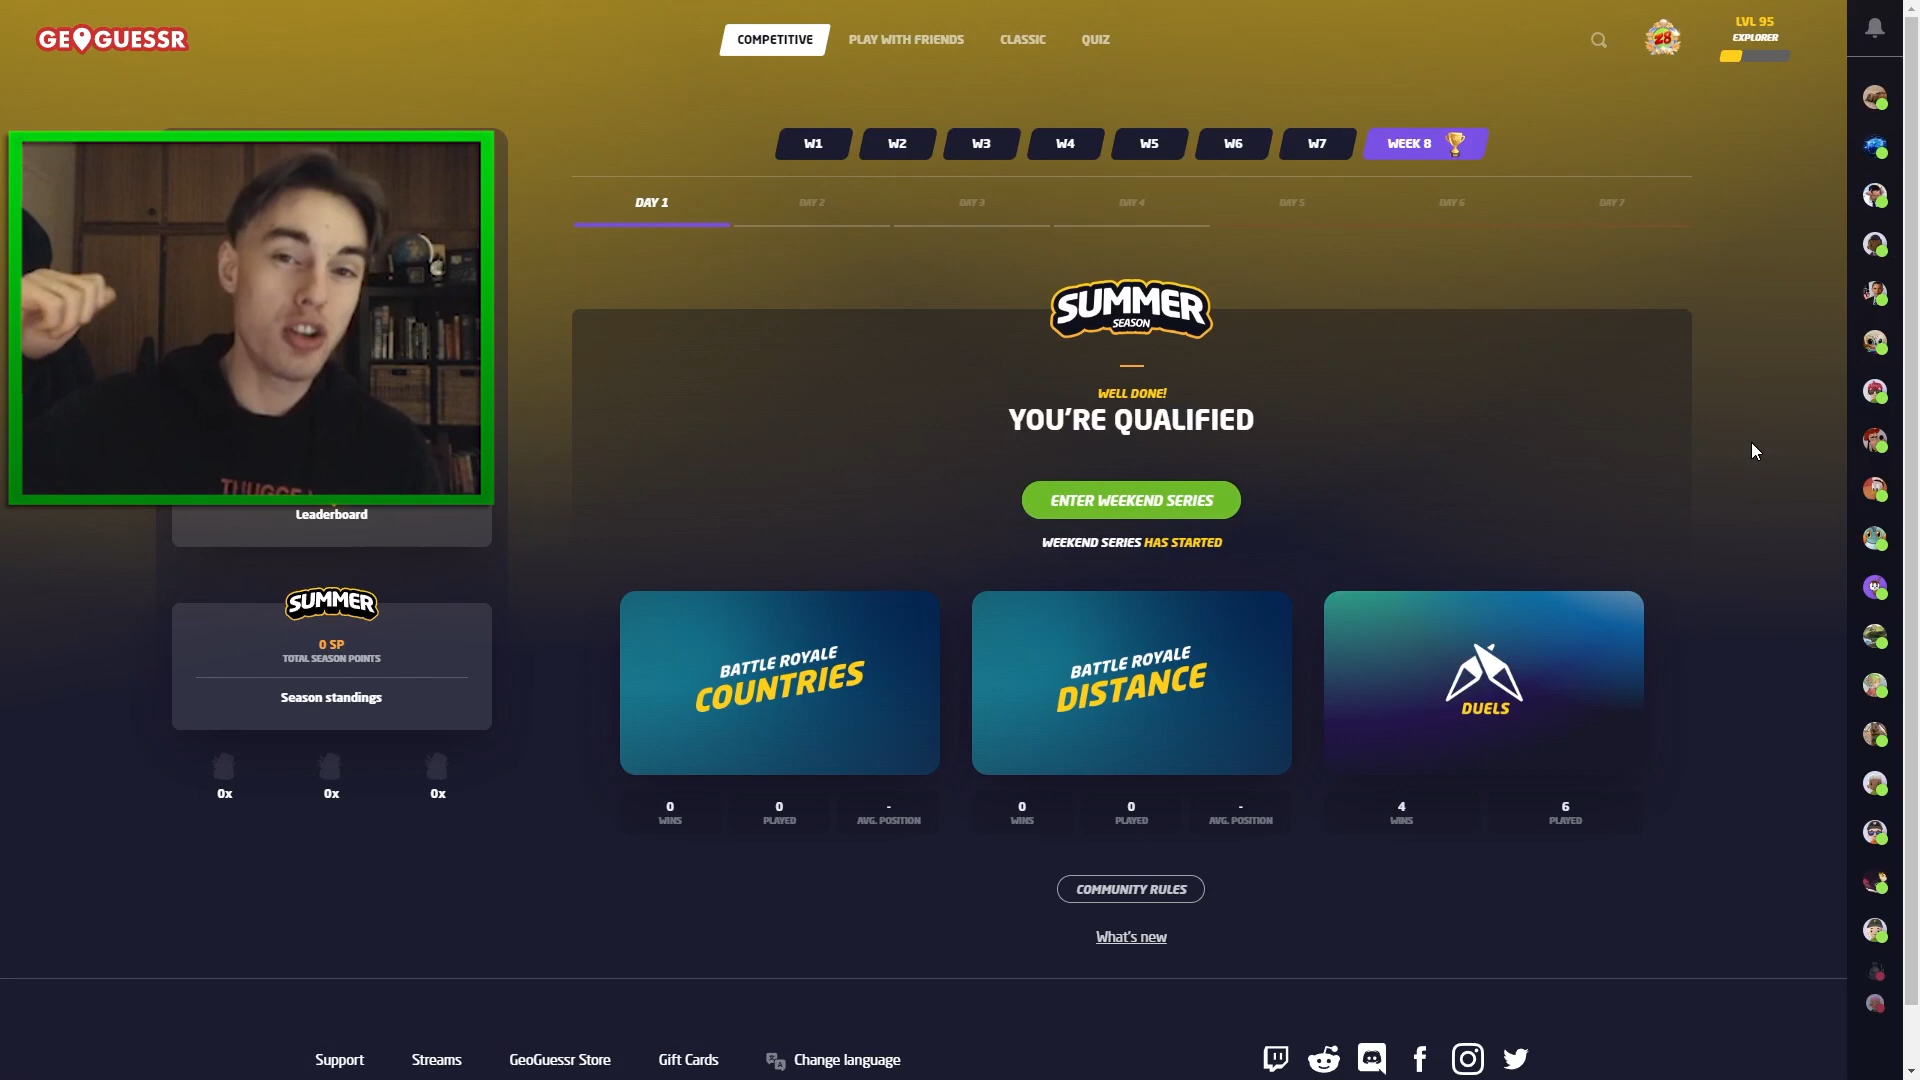 GEOGUESSR
COMPETITIVE
PLAY WITH FRIENDS
CLASSIC
QUIZ
28
LVL 95
EXPLORER
W1
W2
W3
W4
W5
W6
W7
WEEK 8
DAY 1
DAY 2
DAY 3
DAY 4
DAY 5
DAY 6
DAY 7
SUMMER
SEASON
WELL DONE!
YOU'RE QUALIFIED
ENTER WEEKEND SERIES
WEEKEND SERIES HAS STARTED
Leaderboard
SUMMER
0 SP
TOTAL SEASON POINTS
Season standings
0x
0x
0x
BATTLE ROYALE
COUNTRIES
0
WINS
0
PLAYED
-
AVG. POSITION
BATTLE ROYALE
DISTANCE
0
WINS
0
PLAYED
-
AVG. POSITION
DUELS
4
WINS
6
PLAYED
COMMUNITY RULES
What's new
Support
Streams
GeoGuessr Store
Gift Cards
Change language